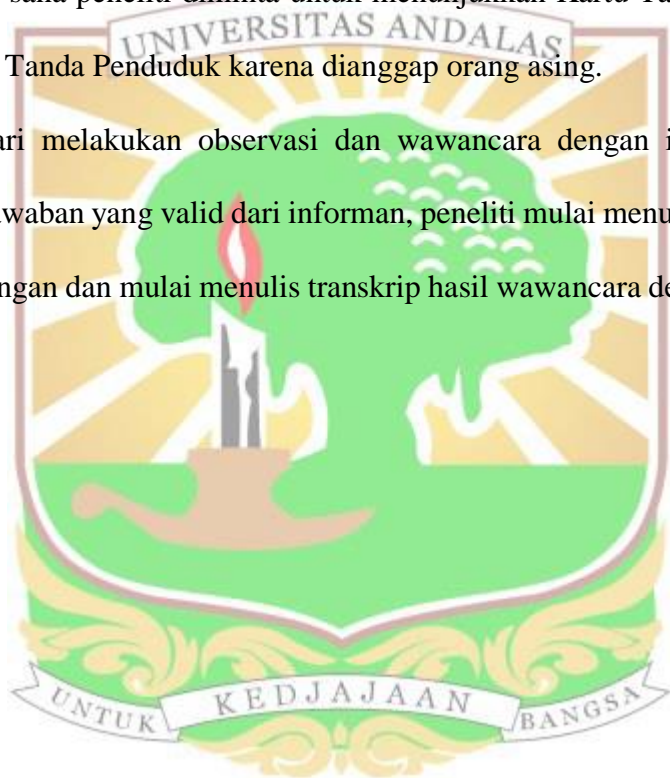 sana peneliti diminta untuk menunjukkan Kartu Ta
UNIVERSITAS ANDALAS
Tanda Penduduk karena dianggap orang asing.
ari melakukan observasi dan wawancara dengan i
waban yang valid dari informan, peneliti mulai menu
ngan dan mulai menulis transkrip hasil wawancara de
UNTUK KEDJAJAAN BANGSA